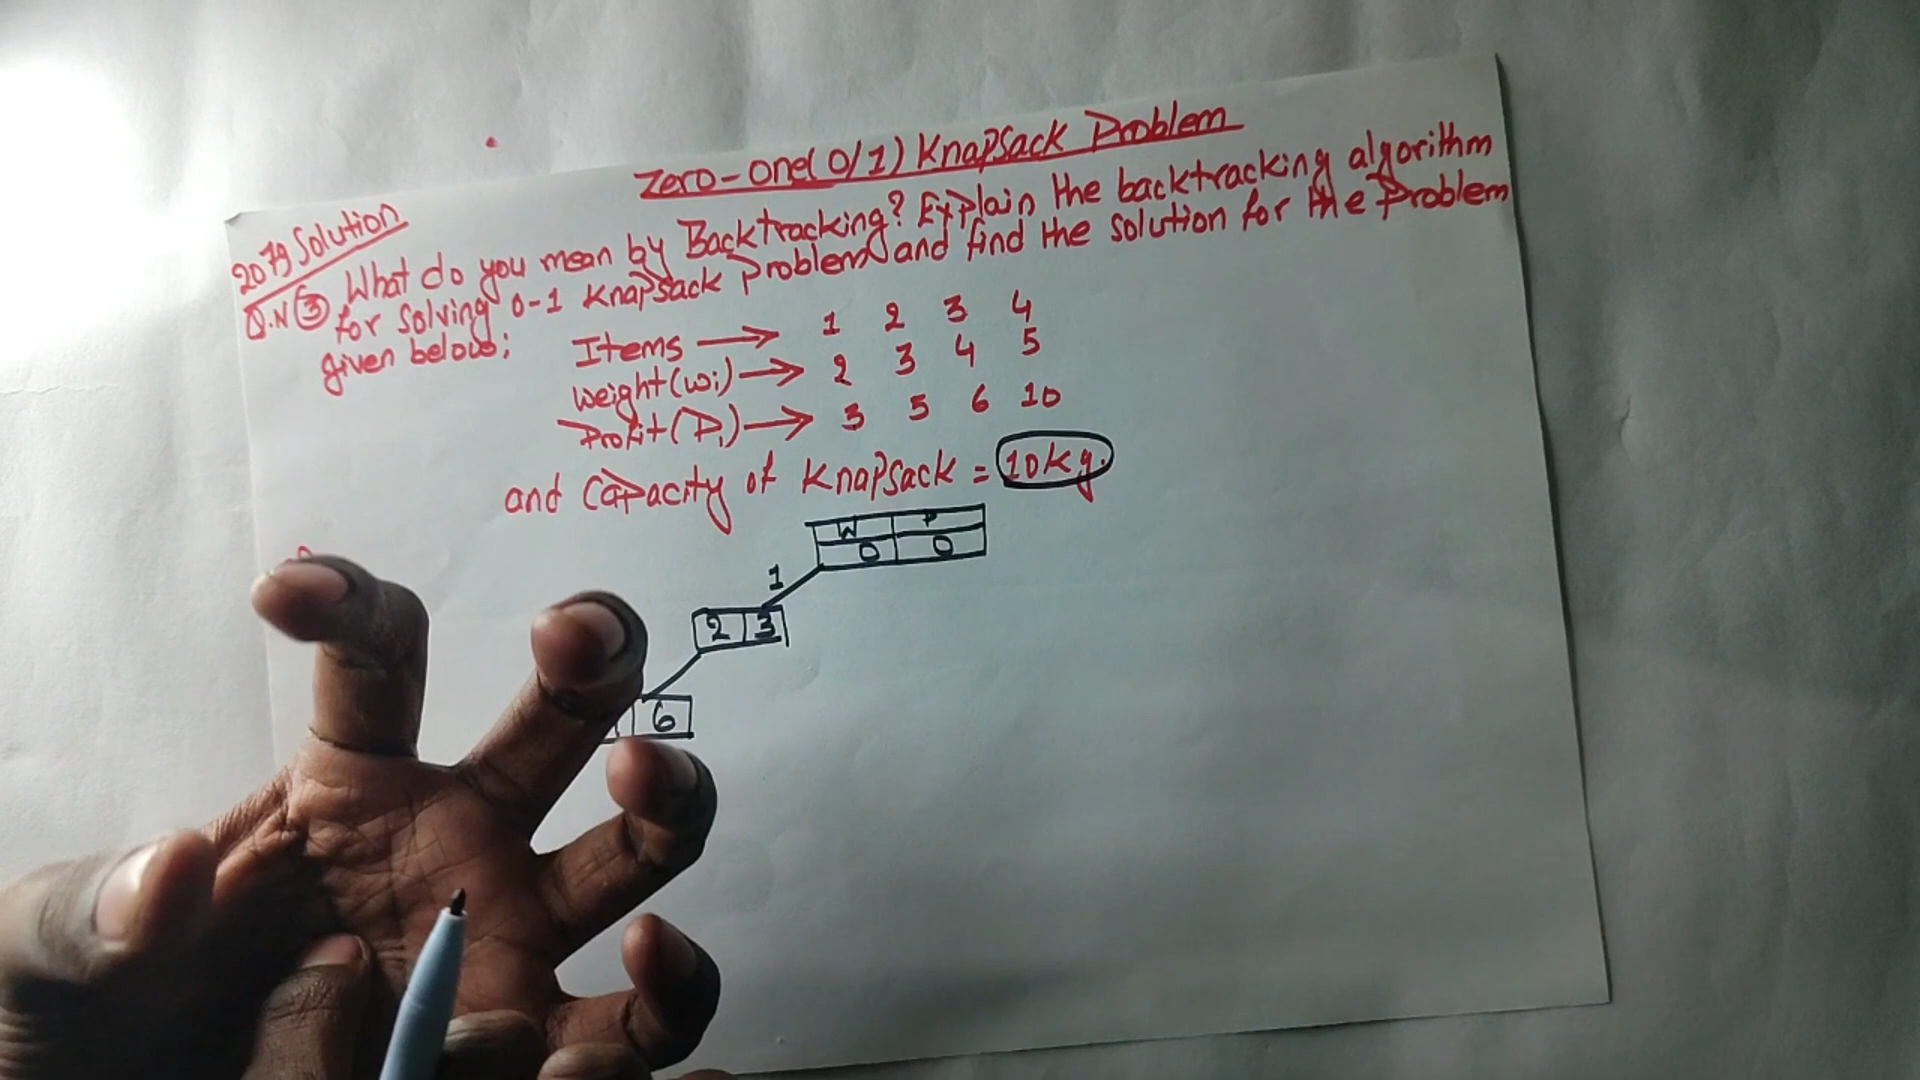 Zero-one(0/1) Knapsack Problem
2079 Solution
Q.N(3) What do you mean by Backtracking? Explain the backtracking algorithm
for solving 0-1 Knapsack Problem and find the solution for the Problem
given below:
Items → 1 2 3 4
Weight(wi) → 2 3 4 5
Profit(Pi) → 3 5 6 10
and Capacity of Knapsack = 10kg.
W P
0 0
1
2 3
6